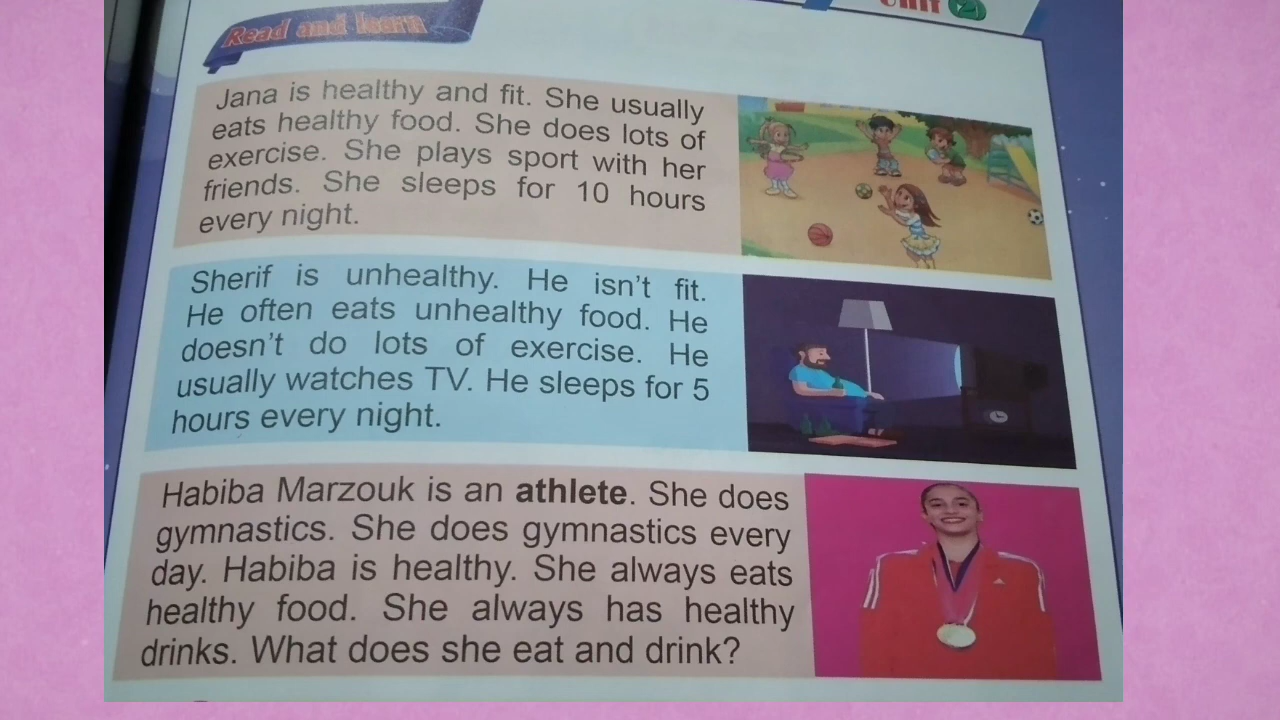 Unit 2
Read and learn
Jana is healthy and fit. She usually
eats healthy food. She does lots of
exercise. She plays sport with her
friends. She sleeps for 10 hours
every night.
Sherif is unhealthy. He isn't fit.
He often eats unhealthy food. He
doesn't do lots of exercise. He
usually watches TV. He sleeps for 5
hours every night.
Habiba Marzouk is an athlete. She does
gymnastics. She does gymnastics every
day. Habiba is healthy. She always eats
healthy food. She always has healthy
drinks. What does she eat and drink?